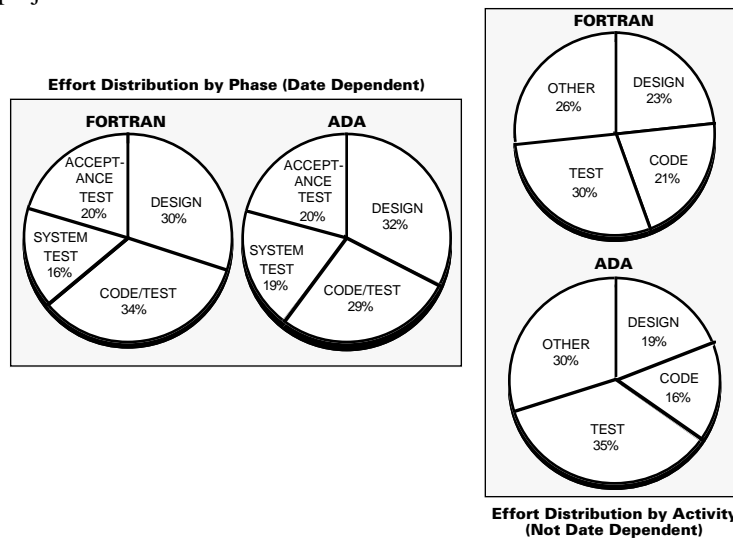 Effort Distribution by Phase (Date Dependent)
FORTRAN
ACCEPT-
ANCE
TEST
20%
DESIGN
30%
SYSTEM
TEST
16%
CODE/TEST
34%
ADA
ACCEPT-
ANCE
TEST
20%
DESIGN
32%
SYSTEM
TEST
19%
CODE/TEST
29%
FORTRAN
OTHER
26%
DESIGN
23%
TEST
30%
CODE
21%
ADA
OTHER
30%
DESIGN
19%
CODE
16%
TEST
35%
Effort Distribution by Activity
(Not Date Dependent)